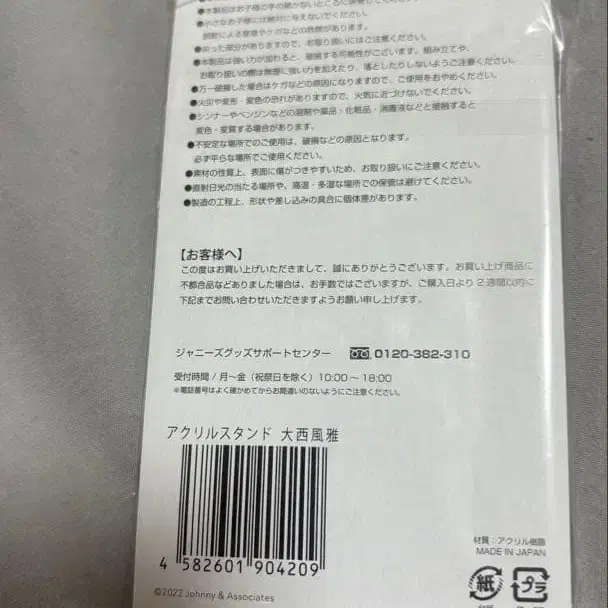 ●本製品はお子様の手の届かないところに保管してください。
●小さなお子様には絶対に与えないでください。
誤飲による窒息やケガなどの危険があります。
●尖った部分がありますので、お取り扱いにはご注意ください。
●本製品は強い力が加わると、破損する可能性がございます。組み立てや、
お取り扱いの際は無理に強い力を加えたり、落としたりしないようご注意ください。
●万一破損した場合はケガなどの原因になりますので、ご使用をおやめください。
●火災や変形・変色の恐れがありますので、火気に近づけないでください。
●シンナーやベンジンなどの溶剤や薬品・化粧品・消毒液などと接触すると
変色・変質する場合があります。
●不安定な場所でのご使用は、破損などの原因となります。
必ず平らな場所でご使用ください。
●素材の性質上、表面に傷がつきやすいため、お取り扱いにご注意ください。
●直射日光の当たる場所や、高温・多湿な場所での保管は避けてください。
●製造の工程上、形状や差し込みの具合に個体差があります。
【お客様へ】
この度はお買い上げいただきまして、誠にありがとうございます。お買い上げ商品に
不都合品などありました場合は、お手数ではございますが、ご購入日より2週間以内に
下記までお問い合わせいただきますようお願い申し上げます。
ジャニーズグッズサポートセンター 0120-382-310
受付時間/月~金(祝祭日を除く)10:00~18:00
※電話番号はよく確かめてからお間違いのないようにご注意ください。
アクリルスタンド 大西風雅
4 582601 904209
©2022 Johnny & Associates
材質:アクリル樹脂
MADE IN JAPAN
紙 プラ